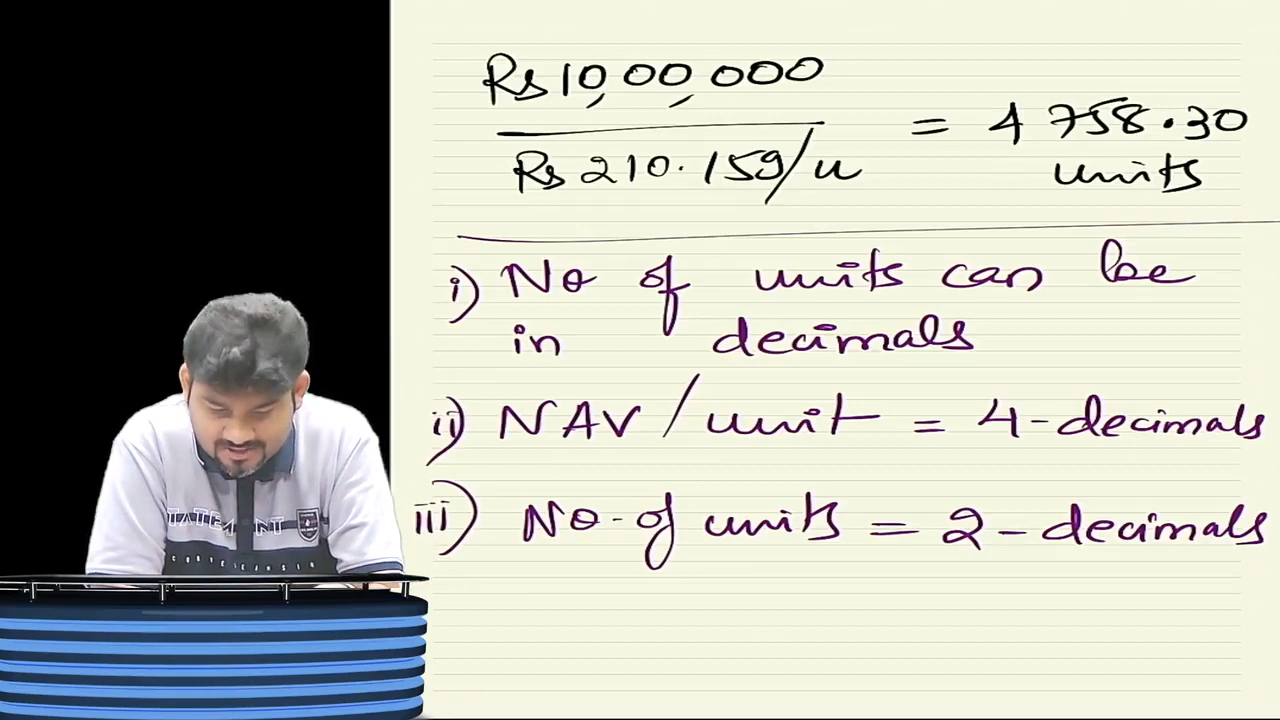 Rs 10,00,000
Rs 210.159/u
= 4758.30
units
i) No of units can be
in decimals
ii) NAV/unit = 4-decimals
iii) No. of units = 2-decimals